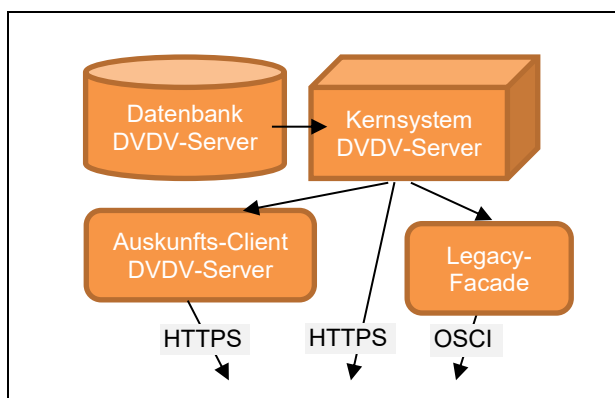 Datenbank
DVDV-Server
Kernsystem
DVDV-Server
Auskunfts-Client
DVDV-Server
Legacy-
Facade
HTTPS
HTTPS
OSCI